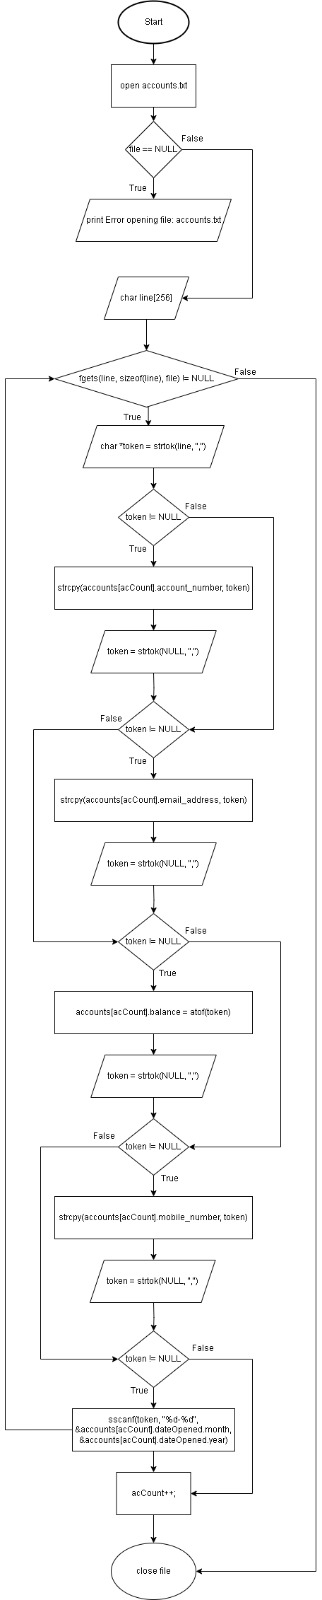 Start
open accounts.txt
file == NULL
False
True
print Error opening file: accounts.txt
char line[256]
fgets(line, sizeof(line), file) != NULL
False
True
char *token = strtok(line, ",")
token != NULL
False
True
strcpy(accounts[acCount].account_number, token)
token = strtok(NULL, ",")
False
token != NULL
True
strcpy(accounts[acCount].email_address, token)
token = strtok(NULL, ",")
token != NULL
False
True
accounts[acCount].balance = atof(token)
token = strtok(NULL, ",")
False
token != NULL
True
strcpy(accounts[acCount].mobile_number, token)
token = strtok(NULL, ",")
token != NULL
False
True
sscanf(token, "%d-%d",
&accounts[acCount].dateOpened.month,
&accounts[acCount].dateOpened.year)
acCount++;
close file